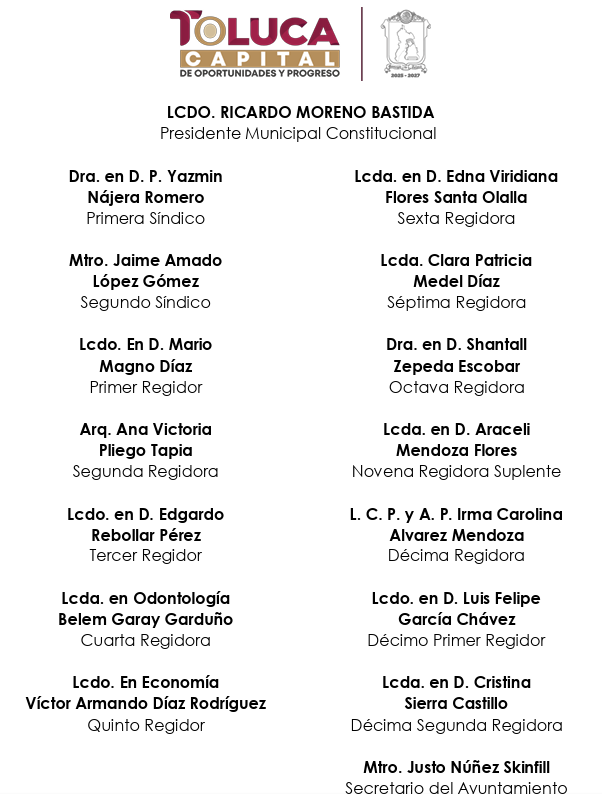 TOLUCA
CAPITAL
DE OPORTUNIDADES Y PROGRESO
2025 - 2027
LCDO. RICARDO MORENO BASTIDA
Presidente Municipal Constitucional
Dra. en D. P. Yazmin
Nájera Romero
Primera Síndico
Mtro. Jaime Amado
López Gómez
Segundo Síndico
Lcdo. En D. Mario
Magno Díaz
Primer Regidor
Arq. Ana Victoria
Pliego Tapia
Segunda Regidora
Lcdo. en D. Edgardo
Rebollar Pérez
Tercer Regidor
Lcda. en Odontología
Belem Garay Garduño
Cuarta Regidora
Lcdo. En Economía
Víctor Armando Díaz Rodríguez
Quinto Regidor
Lcda. en D. Edna Viridiana
Flores Santa Olalla
Sexta Regidora
Lcda. Clara Patricia
Medel Díaz
Séptima Regidora
Dra. en D. Shantall
Zepeda Escobar
Octava Regidora
Lcda. en D. Araceli
Mendoza Flores
Novena Regidora Suplente
L. C. P. y A. P. Irma Carolina
Alvarez Mendoza
Décima Regidora
Lcdo. en D. Luis Felipe
García Chávez
Décimo Primer Regidor
Lcda. en D. Cristina
Sierra Castillo
Décima Segunda Regidora
Mtro. Justo Núñez Skinfill
Secretario del Ayuntamiento